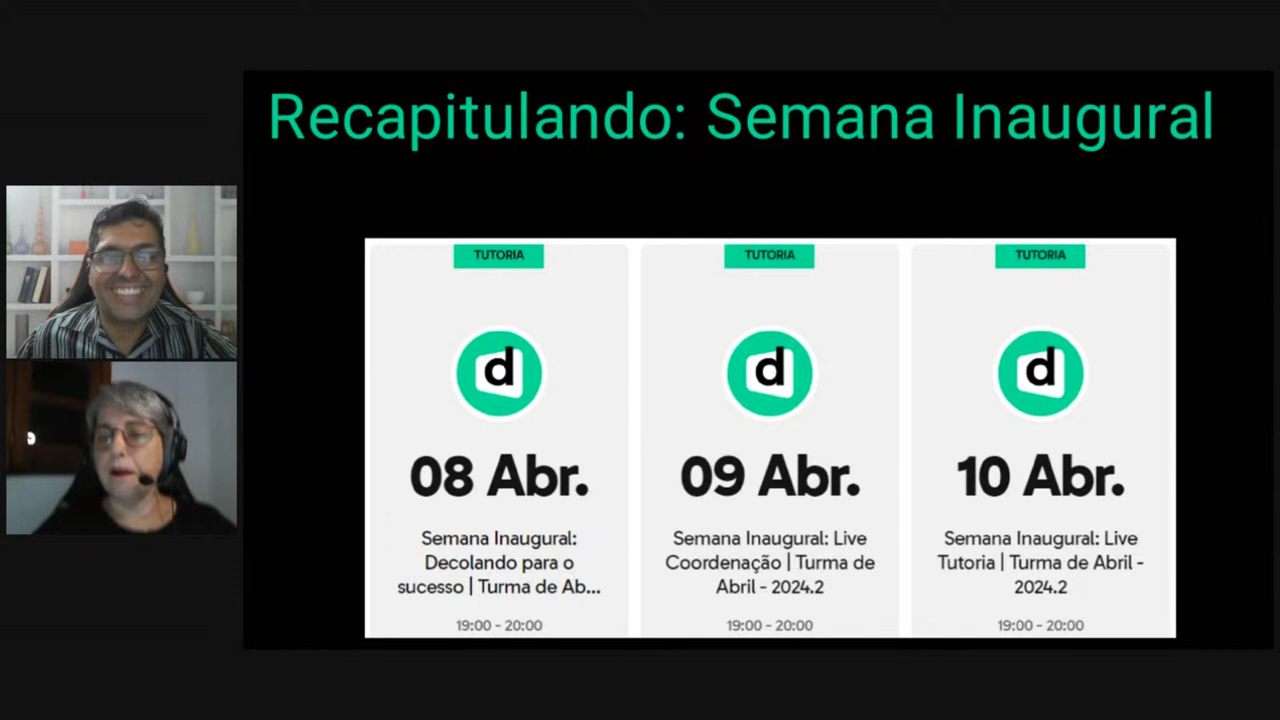 Recapitulando: Semana Inaugural
TUTORIA
d
08 Abr.
Semana Inaugural:
Decolando para o
sucesso | Turma de Ab...
19:00 - 20:00
TUTORIA
d
09 Abr.
Semana Inaugural: Live
Coordenação | Turma de
Abril - 2024.2
19:00 - 20:00
TUTORIA
d
10 Abr.
Semana Inaugural: Live
Tutoria | Turma de Abril -
2024.2
19:00 - 20:00